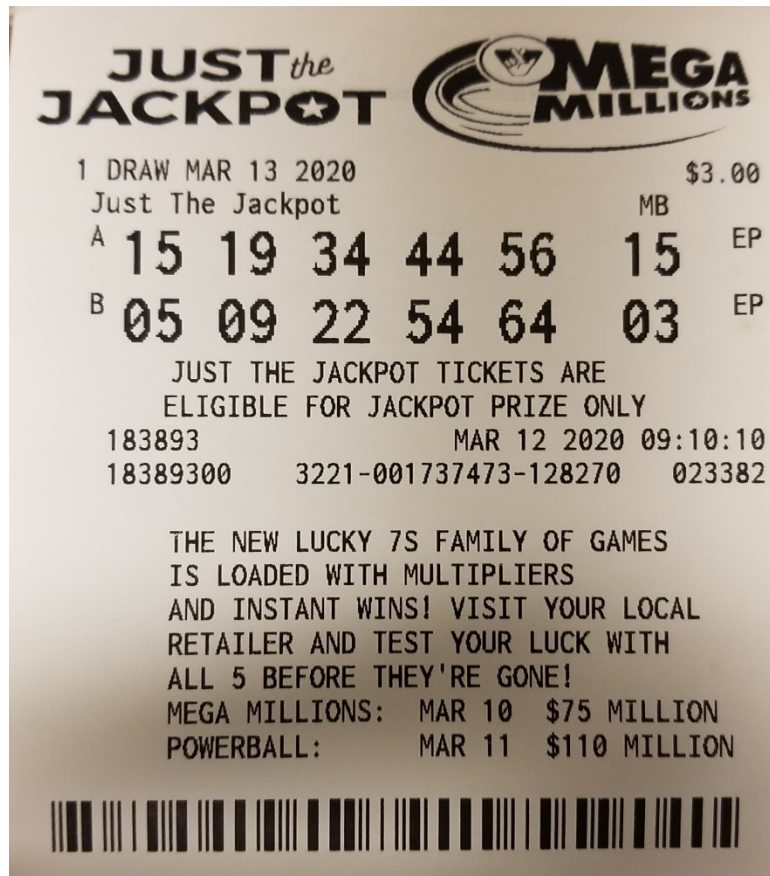 JUST the MEGA
JACKPOT MILLIONS
1 DRAW MAR 13 2020 $3.00
Just The Jackpot MB
A 15 19 34 44 56 15 EP
B 05 09 22 54 64 03 EP
JUST THE JACKPOT TICKETS ARE
ELIGIBLE FOR JACKPOT PRIZE ONLY
183893 MAR 12 2020 09:10:10
18389300 3221-001737473-128270 023382
THE NEW LUCKY 7S FAMILY OF GAMES
IS LOADED WITH MULTIPLIERS
AND INSTANT WINS! VISIT YOUR LOCAL
RETAILER AND TEST YOUR LUCK WITH
ALL 5 BEFORE THEY'RE GONE!
MEGA MILLIONS: MAR 10 $75 MILLION
POWERBALL: MAR 11 $110 MILLION